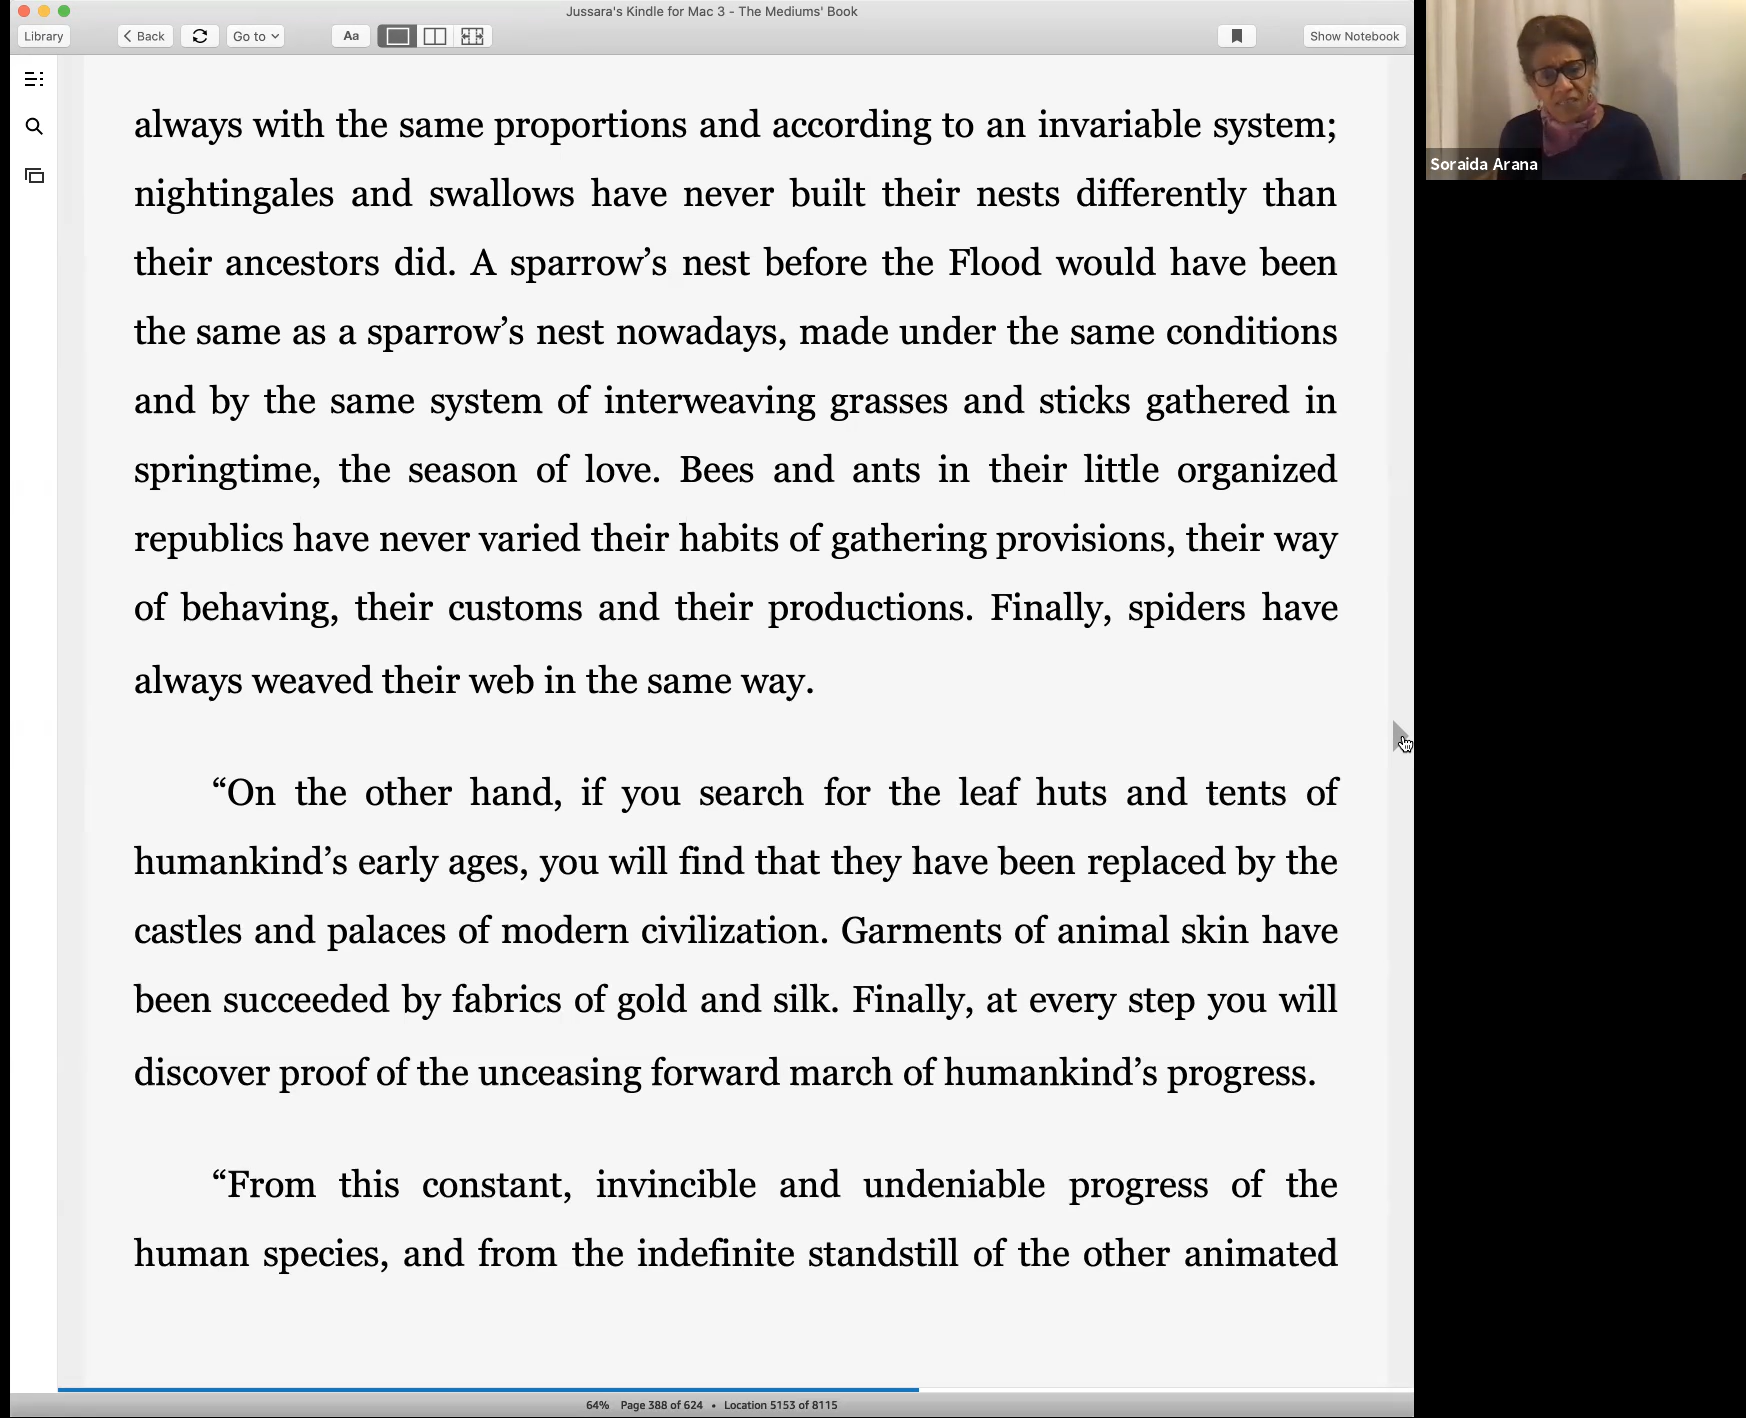 Jussara's Kindle for Mac 3 - The Mediums' Book
Library
Back
Go to
Aa
Show Notebook
always with the same proportions and according to an invariable system;
nightingales and swallows have never built their nests differently than
their ancestors did. A sparrow’s nest before the Flood would have been
the same as a sparrow’s nest nowadays, made under the same conditions
and by the same system of interweaving grasses and sticks gathered in
springtime, the season of love. Bees and ants in their little organized
republics have never varied their habits of gathering provisions, their way
of behaving, their customs and their productions. Finally, spiders have
always weaved their web in the same way.
“On the other hand, if you search for the leaf huts and tents of
humankind’s early ages, you will find that they have been replaced by the
castles and palaces of modern civilization. Garments of animal skin have
been succeeded by fabrics of gold and silk. Finally, at every step you will
discover proof of the unceasing forward march of humankind’s progress.
“From this constant, invincible and undeniable progress of the
human species, and from the indefinite standstill of the other animated
64% Page 388 of 624 • Location 5153 of 8115
Soraida Arana